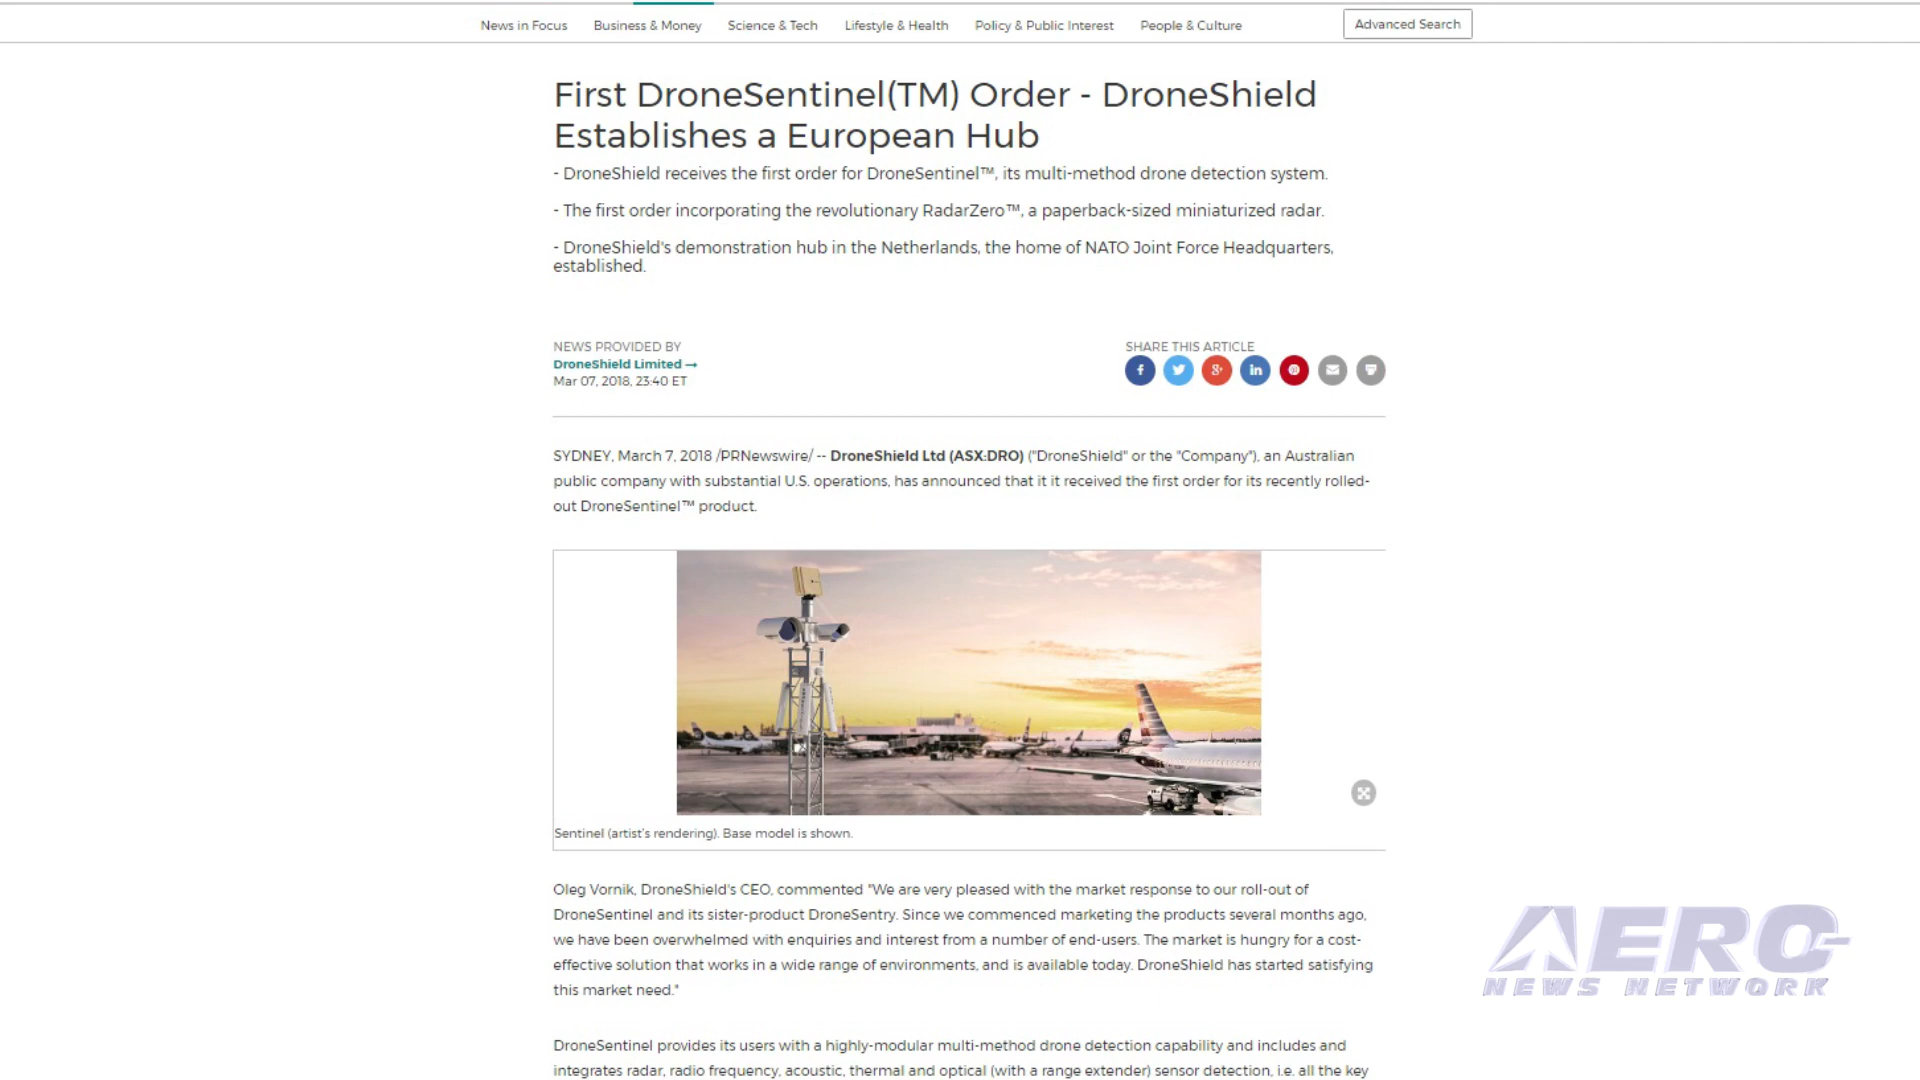 News in Focus Business & Money Science & Tech Lifestyle & Health Policy & Public Interest People & Culture Advanced Search
First DroneSentinel(TM) Order - DroneShield
Establishes a European Hub
- DroneShield receives the first order for DroneSentinel™, its multi-method drone detection system.
- The first order incorporating the revolutionary RadarZero™, a paperback-sized miniaturized radar.
- DroneShield's demonstration hub in the Netherlands, the home of NATO Joint Force Headquarters,
established.
NEWS PROVIDED BY
DroneShield Limited →
Mar 07, 2018, 23:40 ET
SHARE THIS ARTICLE
SYDNEY, March 7, 2018 /PRNewswire/ -- DroneShield Ltd (ASX:DRO) ("DroneShield" or the "Company"), an Australian
public company with substantial U.S. operations, has announced that it it received the first order for its recently rolled-
out DroneSentinel™ product.
Sentinel (artist's rendering). Base model is shown.
Oleg Vornik, DroneShield's CEO, commented "We are very pleased with the market response to our roll-out of
DroneSentinel and its sister-product DroneSentry. Since we commenced marketing the products several months ago,
we have been overwhelmed with enquiries and interest from a number of end-users. The market is hungry for a cost-
effective solution that works in a wide range of environments, and is available today. DroneShield has started satisfying
this market need."
DroneSentinel provides its users with a highly-modular multi-method drone detection capability and includes and
integrates radar, radio frequency, acoustic, thermal and optical (with a range extender) sensor detection, i.e. all the key
AERO
NEWS NETWORK